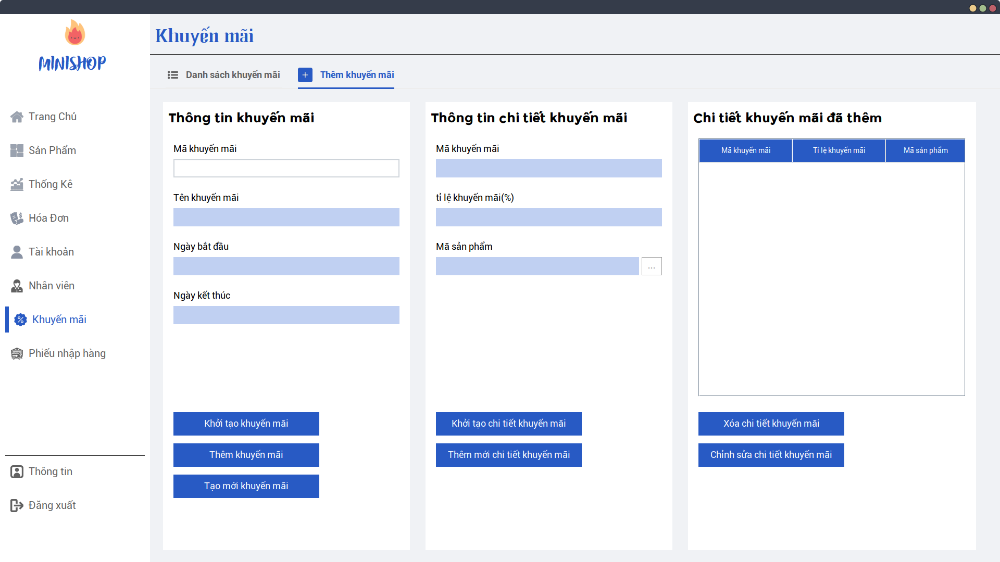 MINISHOP
Trang Chủ
Sản Phẩm
Thống Kê
Hóa Đơn
Tài khoản
Nhân viên
Khuyến mãi
Phiếu nhập hàng
Thông tin
Đăng xuất
Khuyến mãi
Danh sách khuyến mãi
Thêm khuyến mãi
Thông tin khuyến mãi
Mã khuyến mãi
Tên khuyến mãi
Ngày bắt đầu
Ngày kết thúc
Khởi tạo khuyến mãi
Thêm khuyến mãi
Tạo mới khuyến mãi
Thông tin chi tiết khuyến mãi
Mã khuyến mãi
tỉ lệ khuyến mãi(%)
Mã sản phẩm
...
Khởi tạo chi tiết khuyến mãi
Thêm mới chi tiết khuyến mãi
Chi tiết khuyến mãi đã thêm
Mã khuyến mãi Tỉ lệ khuyến mãi Mã sản phẩm
Xóa chi tiết khuyến mãi
Chỉnh sửa chi tiết khuyến mãi